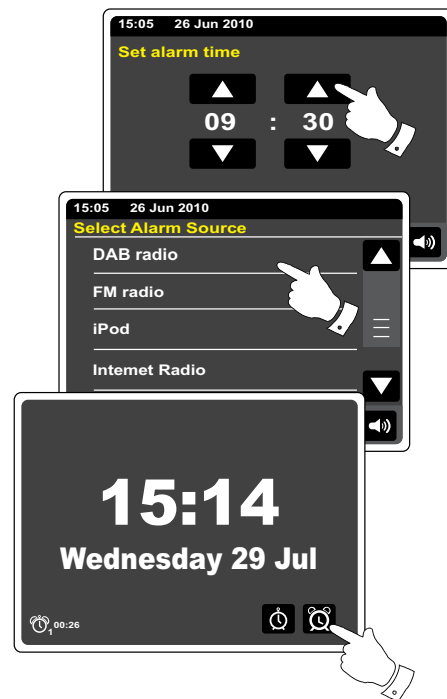 15:05 26 Jun 2010
Set alarm time
09 : 30
15:05 26 Jun 2010
Select Alarm Source
DAB radio
FM radio
iPod
Intemet Radio
15:14
Wednesday 29 Jul
1 00:26